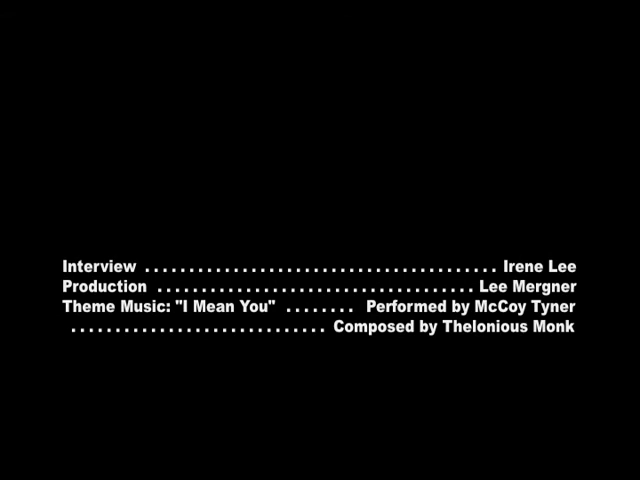 Interview ........................................ Irene Lee
Production .................................... Lee Mergner
Theme Music: "I Mean You" ........ Performed by McCoy Tyner
............................. Composed by Thelonious Monk